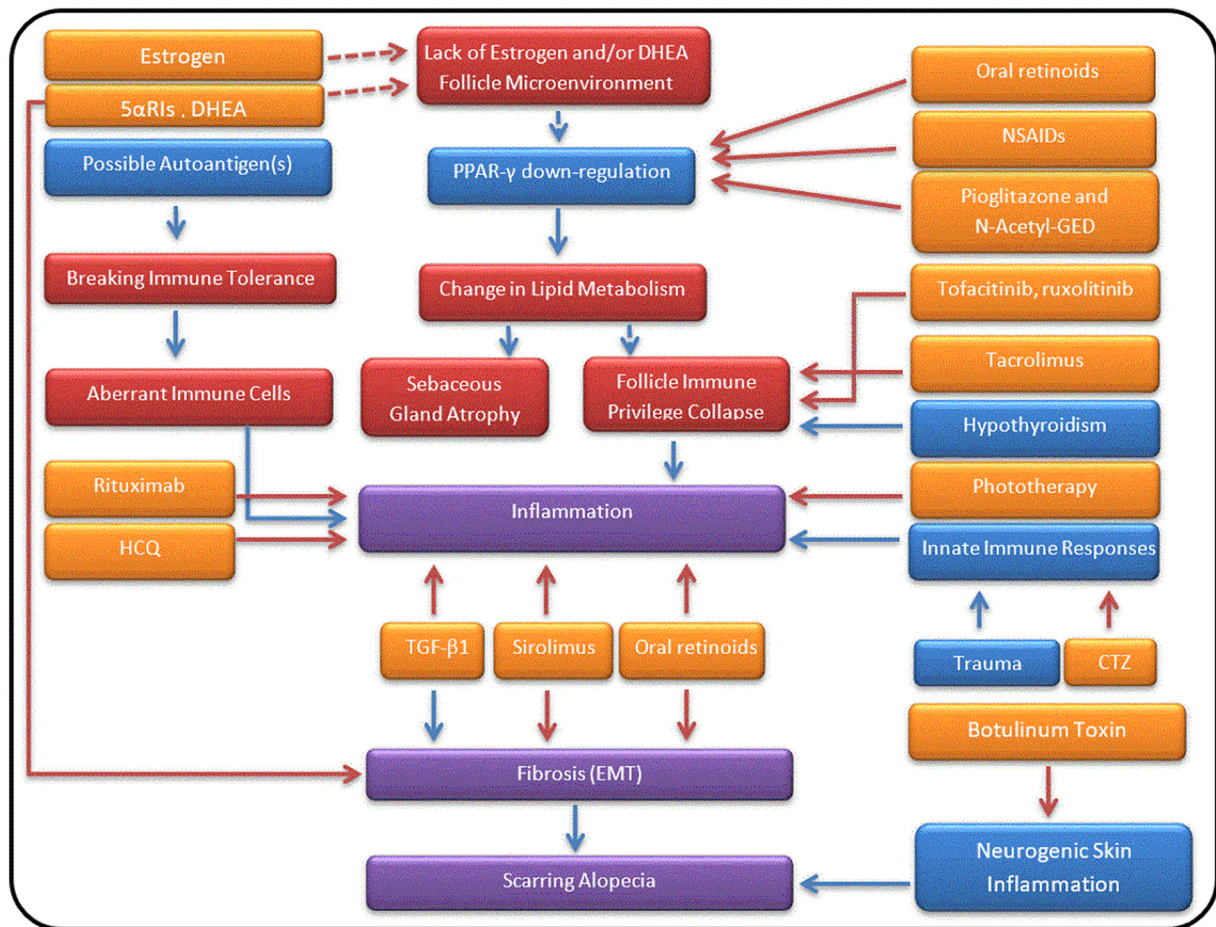 Estrogen
5αRIs , DHEA
Possible Autoantigen(s)
Breaking Immune Tolerance
Aberrant Immune Cells
Rituximab
HCQ
Lack of Estrogen and/or DHEA
Follicle Microenvironment
PPAR-γ down-regulation
Change in Lipid Metabolism
Sebaceous
Gland Atrophy
Follicle Immune
Privilege Collapse
Inflammation
TGF-β1
Sirolimus
Oral retinoids
Fibrosis (EMT)
Scarring Alopecia
Oral retinoids
NSAIDs
Pioglitazone and
N-Acetyl-GED
Tofacitinib, ruxolitinib
Tacrolimus
Hypothyroidism
Phototherapy
Innate Immune Responses
Trauma
CTZ
Botulinum Toxin
Neurogenic Skin
Inflammation